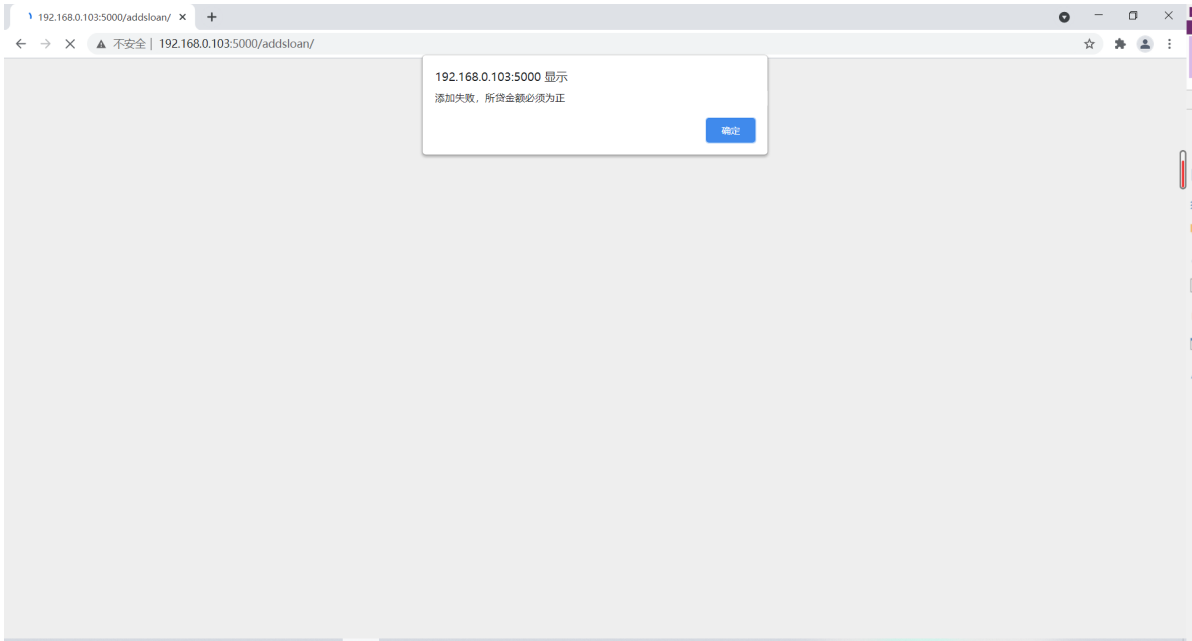 192.168.0.103:5000/addsloan/
不安全 | 192.168.0.103:5000/addsloan/
192.168.0.103:5000 显示
添加失败，所贷金额必须为正
确定